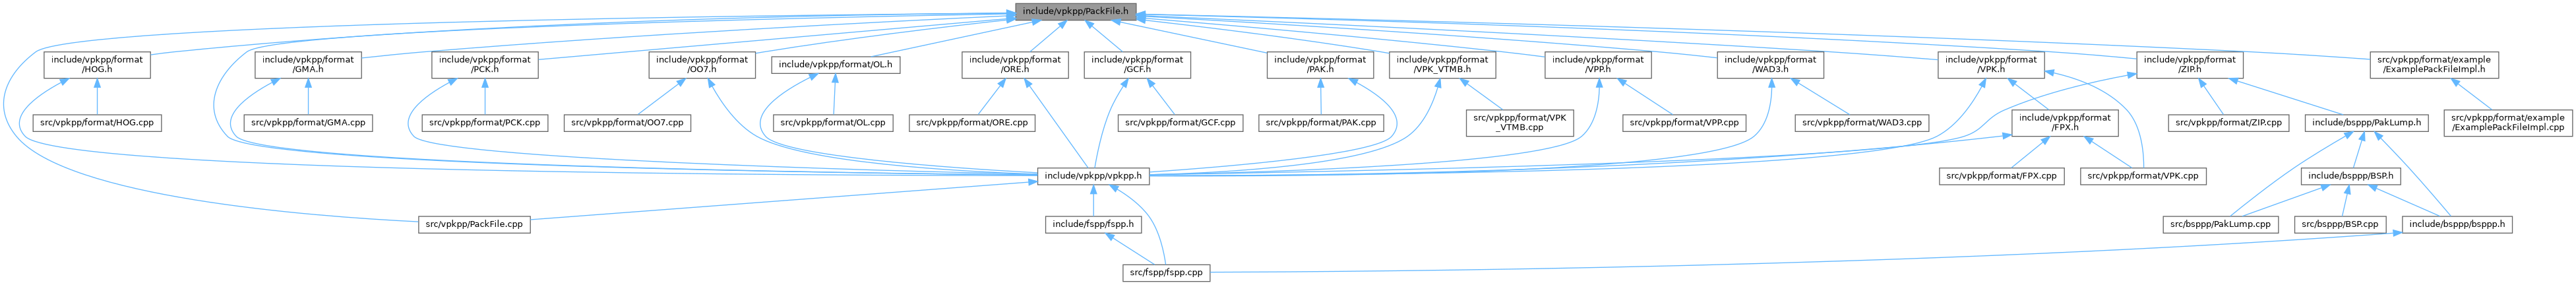 include/vpkpp/PackFile.h
include/vpkpp/format
/HOG.h
include/vpkpp/format
/GMA.h
include/vpkpp/format
/PCK.h
include/vpkpp/format
/OO7.h
include/vpkpp/format/OL.h
include/vpkpp/format
/ORE.h
include/vpkpp/format
/GCF.h
include/vpkpp/format
/PAK.h
include/vpkpp/format
/VPK_VTMB.h
include/vpkpp/format
/VPP.h
include/vpkpp/format
/WAD3.h
include/vpkpp/format
/VPK.h
include/vpkpp/format
/ZIP.h
src/vpkpp/format/example
/ExamplePackFileImpl.h
src/vpkpp/format/HOG.cpp
src/vpkpp/format/GMA.cpp
src/vpkpp/format/PCK.cpp
src/vpkpp/format/OO7.cpp
src/vpkpp/format/OL.cpp
src/vpkpp/format/ORE.cpp
src/vpkpp/format/GCF.cpp
src/vpkpp/format/PAK.cpp
src/vpkpp/format/VPK
_VTMB.cpp
src/vpkpp/format/VPP.cpp
src/vpkpp/format/WAD3.cpp
include/vpkpp/format
/FPX.h
src/vpkpp/format/ZIP.cpp
include/bsppp/PakLump.h
src/vpkpp/format/example
/ExamplePackFileImpl.cpp
include/vpkpp/vpkpp.h
src/vpkpp/format/FPX.cpp
src/vpkpp/format/VPK.cpp
include/bsppp/BSP.h
src/vpkpp/PackFile.cpp
include/fspp/fspp.h
src/bsppp/PakLump.cpp
src/bsppp/BSP.cpp
include/bsppp/bsppp.h
src/fspp/fspp.cpp